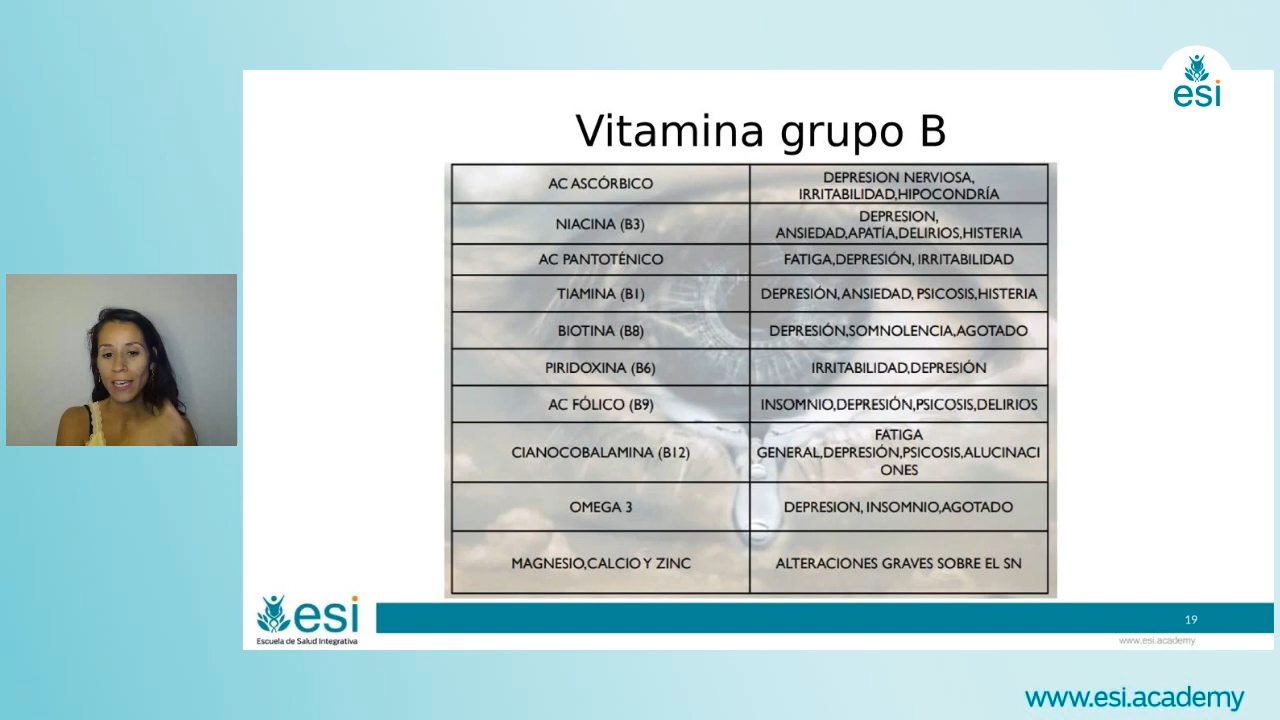 esi
Vitamina grupo B
AC ASCÓRBICO
DEPRESION NERVIOSA,
IRRITABILIDAD,HIPOCONDRÍA
NIACINA (B3)
DEPRESION,
ANSIEDAD,APATÍA,DELIRIOS,HISTERIA
AC PANTOTÉNICO
FATIGA,DEPRESIÓN, IRRITABILIDAD
TIAMINA (B1)
DEPRESIÓN,ANSIEDAD, PSICOSIS,HISTERIA
BIOTINA (B8)
DEPRESIÓN,SOMNOLENCIA,AGOTADO
PIRIDOXINA (B6)
IRRITABILIDAD,DEPRESIÓN
AC FÓLICO (B9)
INSOMNIO,DEPRESIÓN,PSICOSIS,DELIRIOS
CIANOCOBALAMINA (B12)
FATIGA
GENERAL,DEPRESIÓN,PSICOSIS,ALUCINACI
ONES
OMEGA 3
DEPRESION, INSOMNIO,AGOTADO
MAGNESIO,CALCIO Y ZINC
ALTERACIONES GRAVES SOBRE EL SN
esi
Escuela de Salud Integrativa
19
www.esi.academy
www.esi.academy